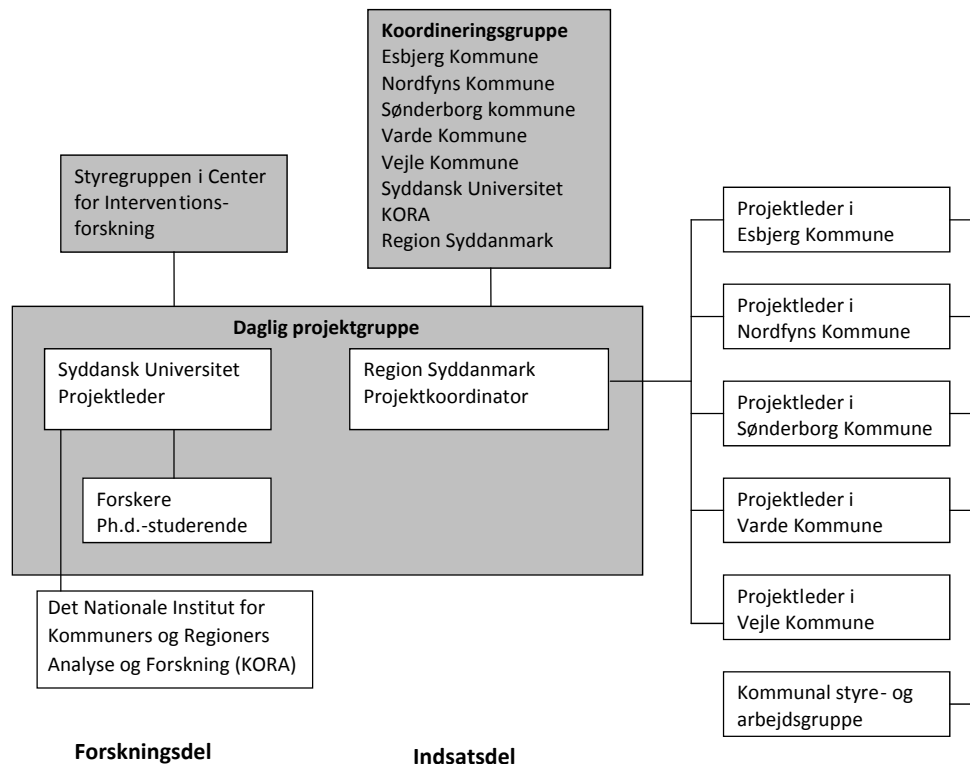 Koordineringsgruppe
Esbjerg Kommune
Nordfyns Kommune
Sønderborg kommune
Varde Kommune
Vejle Kommune
Syddansk Universitet
KORA
Region Syddanmark
Styregruppen i Center
for Interventions-
forskning
Daglig projektgruppe
Syddansk Universitet
Projektleder
Region Syddanmark
Projektkoordinator
Forskere
Ph.d.-studerende
Det Nationale Institut for
Kommuners og Regioners
Analyse og Forskning (KORA)
Projektleder i
Esbjerg Kommune
Projektleder i
Nordfyns Kommune
Projektleder i
Sønderborg Kommune
Projektleder i
Varde Kommune
Projektleder i
Vejle Kommune
Kommunal styre- og
arbejdsgruppe
Forskningsdel
Indsatsdel